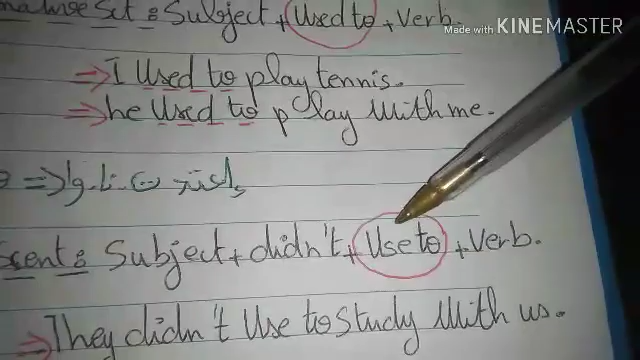 Made with KINEMASTER
Set : Subject + Used to + Verb.
⇒ I Used to play tennis.
⇒ he Used to play With me.
Subject + didn't + Use to + Verb.
⇒ They didn't Use to study With us.